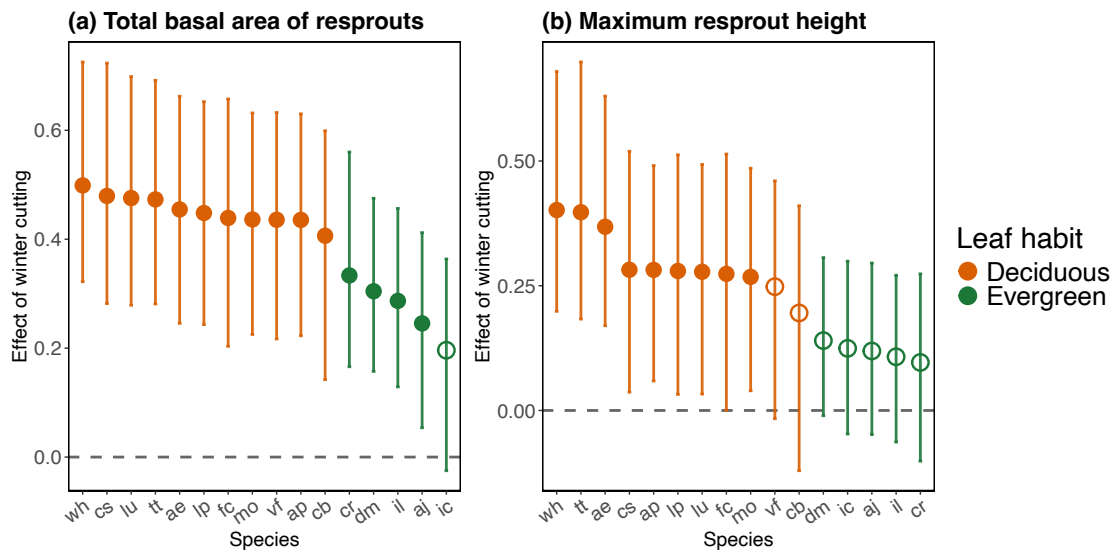 (a) Total basal area of resprouts
Effect of winter cutting
0.6
0.4
0.2
0.0
wh cs lu tt ae lp fc mo vf ap cb cr dm il aj ic
Species
(b) Maximum resprout height
Effect of winter cutting
0.50
0.25
0.00
wh tt ae cs ap lp lu fc mo vf cb dm ic aj il cr
Species
Leaf habit
Deciduous
Evergreen